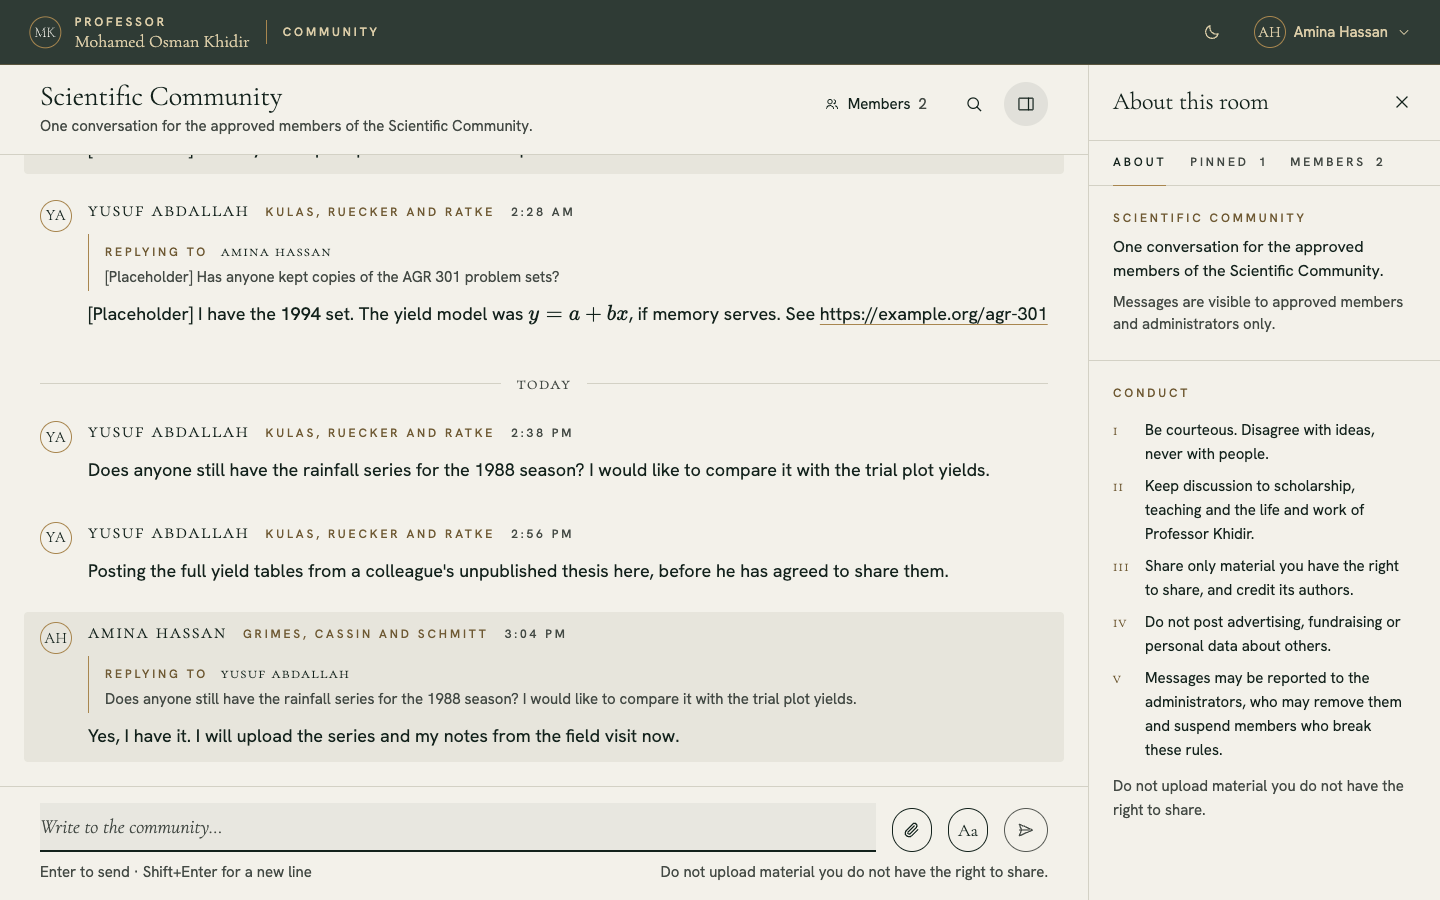 MK
PROFESSOR
Mohamed Osman Khidir
COMMUNITY
AH Amina Hassan
Scientific Community
One conversation for the approved members of the Scientific Community.
Members 2
YA YUSUF ABDALLAH KULAS, RUECKER AND RATKE 2:28 AM
REPLYING TO AMINA HASSAN
[Placeholder] Has anyone kept copies of the AGR 301 problem sets?
[Placeholder] I have the 1994 set. The yield model was y = a + bx, if memory serves. See https://example.org/agr-301
TODAY
YA YUSUF ABDALLAH KULAS, RUECKER AND RATKE 2:38 PM
Does anyone still have the rainfall series for the 1988 season? I would like to compare it with the trial plot yields.
YA YUSUF ABDALLAH KULAS, RUECKER AND RATKE 2:56 PM
Posting the full yield tables from a colleague's unpublished thesis here, before he has agreed to share them.
AH AMINA HASSAN GRIMES, CASSIN AND SCHMITT 3:04 PM
REPLYING TO YUSUF ABDALLAH
Does anyone still have the rainfall series for the 1988 season? I would like to compare it with the trial plot yields.
Yes, I have it. I will upload the series and my notes from the field visit now.
Write to the community...
Aa
Enter to send · Shift+Enter for a new line
Do not upload material you do not have the right to share.
About this room
ABOUT PINNED 1 MEMBERS 2
SCIENTIFIC COMMUNITY
One conversation for the approved
members of the Scientific Community.
Messages are visible to approved members
and administrators only.
CONDUCT
I Be courteous. Disagree with ideas,
never with people.
II Keep discussion to scholarship,
teaching and the life and work of
Professor Khidir.
III Share only material you have the right
to share, and credit its authors.
IV Do not post advertising, fundraising or
personal data about others.
V Messages may be reported to the
administrators, who may remove them
and suspend members who break
these rules.
Do not upload material you do not have the
right to share.